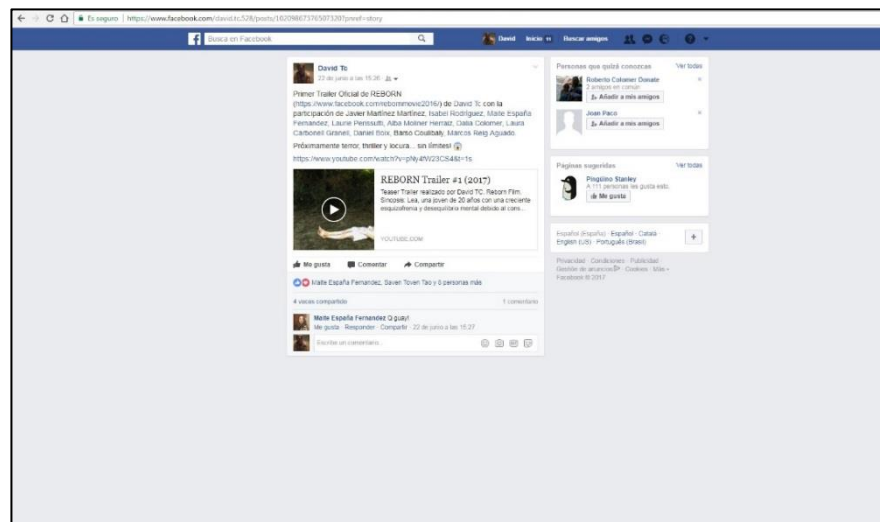 Es seguro | https://www.facebook.com/david.tc.528/posts/10209867376507320?pnref=story
Busca en Facebook
David Inicio Buscar amigos
David Tc
22 de junio a las 15:26
Primer Trailer Oficial de REBORN
(https://www.facebook.com/rebornmovie2016/) de David Tc con la
participación de Javier Martínez Martínez, Isabel Rodríguez, Maite España
Fernandez, Laurie Perissutti, Alba Moliner Herraiz, Dalia Colomer, Laura
Carbonell Granell, Daniel Boix, Barso Coulibaly, Marcos Reig Aguado.
Próximamente terror, thriller y locura... sin límites!
https://www.youtube.com/watch?v=pNy4fW23CS4&t=1s
REBORN Trailer #1 (2017)
Teaser Trailer realizado por David TC. Reborn Film.
Sinopsis: Lea, una joven de 20 años con una creciente
esquizofrenia y desequilibrio mental debido al cons...
YOUTUBE.COM
Me gusta Comentar Compartir
Maite España Fernandez, Saven Toven Tao y 6 personas más
4 veces compartido 1 comentario
Maite España Fernandez Q guay!
Me gusta · Responder · Compartir · 22 de junio a las 15:27
Escribe un comentario...
Personas que quizá conozcas Ver todas
Roberto Colomer Donate
2 amigos en común
Añadir a mis amigos
Joan Paco
Añadir a mis amigos
Páginas sugeridas Ver todas
Pingüino Stanley
A 111 personas les gusta esto.
Me gusta
Español (España) · Español · Català ·
English (US) · Português (Brasil)
Privacidad · Condiciones · Publicidad ·
Gestión de anuncios · Cookies · Más
Facebook © 2017